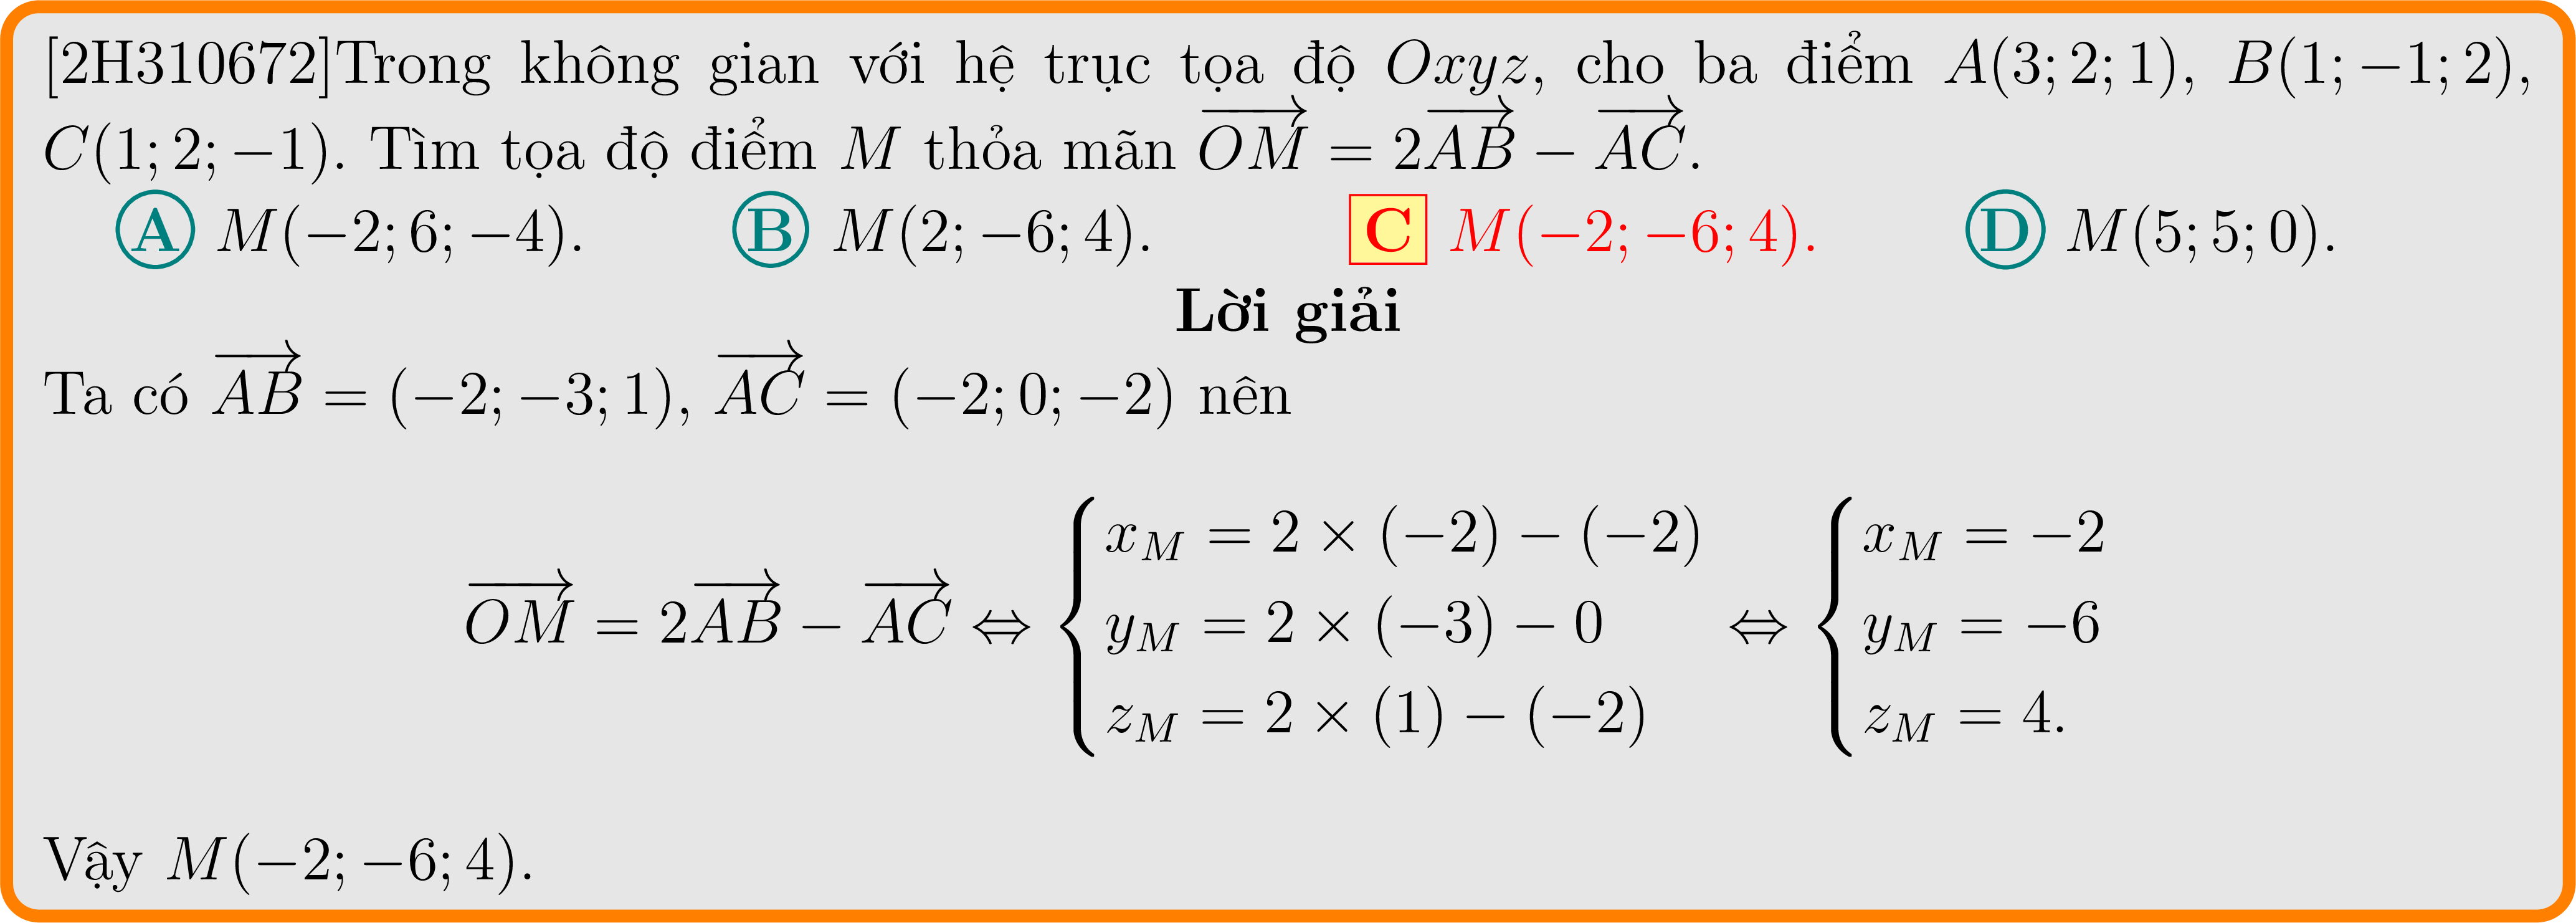 [2H310672]Trong không gian với hệ trục tọa độ Oxyz, cho ba điểm A(3; 2; 1), B(1; −1; 2),
C(1; 2; −1). Tìm tọa độ điểm M thỏa mãn $\overrightarrow{OM} = 2\overrightarrow{AB} - \overrightarrow{AC}$.
A M(−2; 6; −4). B M(2; −6; 4). C M(−2; −6; 4). D M(5; 5; 0).
Lời giải
Ta có $\overrightarrow{AB} = (-2; -3; 1)$, $\overrightarrow{AC} = (-2; 0; -2)$ nên
$\overrightarrow{OM} = 2\overrightarrow{AB} - \overrightarrow{AC} \Leftrightarrow \begin{cases} x_M = 2 \times (-2) - (-2) \\ y_M = 2 \times (-3) - 0 \\ z_M = 2 \times (1) - (-2) \end{cases} \Leftrightarrow \begin{cases} x_M = -2 \\ y_M = -6 \\ z_M = 4. \end{cases}$
Vậy M(−2; −6; 4).